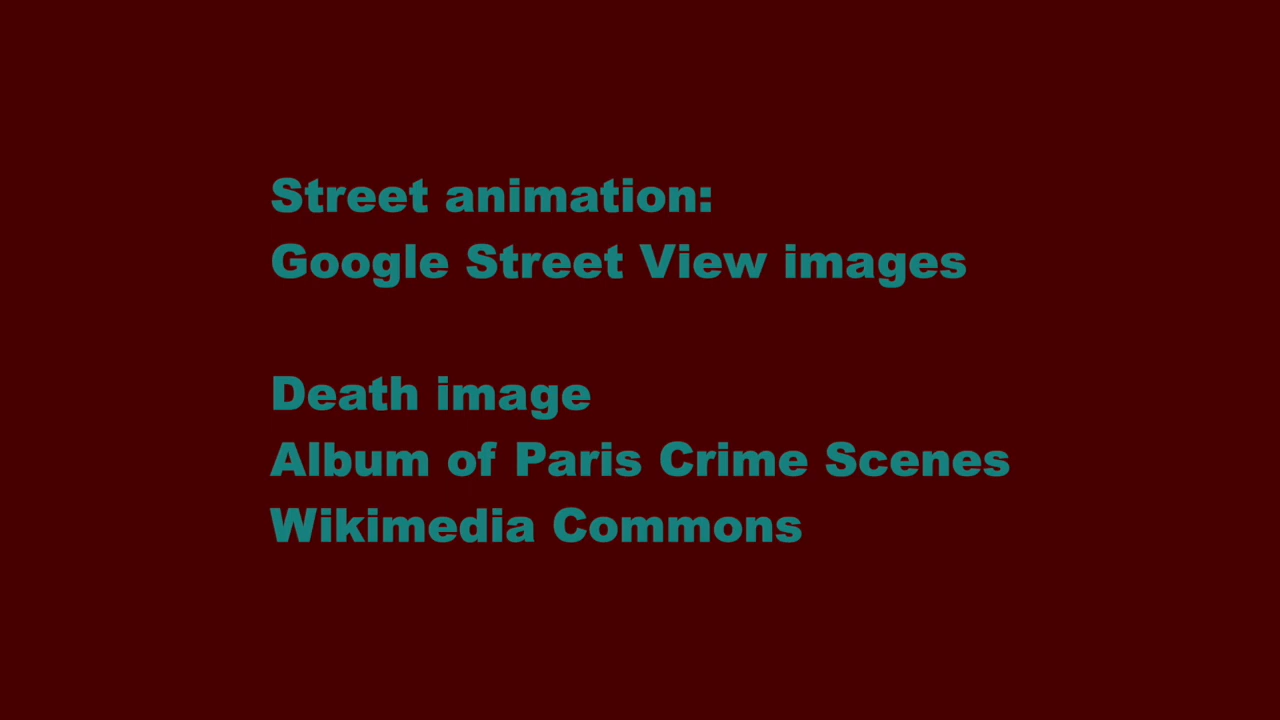 Street animation:
Google Street View images
Death image
Album of Paris Crime Scenes
Wikimedia Commons